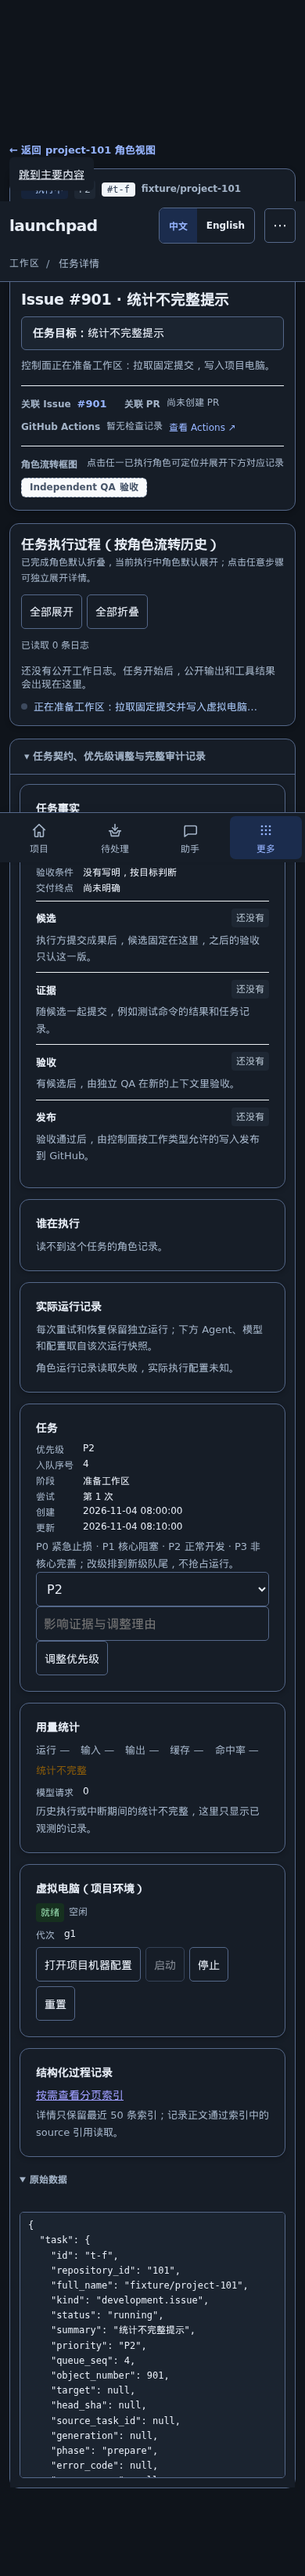 ← 返回 project-101 角色视图
跳到主要内容
#t-f fixture/project-101
launchpad 中文 English ...
工作区 / 任务详情
Issue #901 · 统计不完整提示
任务目标：统计不完整提示
控制面正在准备工作区：拉取固定提交，写入项目电脑。
关联 Issue #901 关联 PR 尚未创建 PR
GitHub Actions 暂无检查记录 查看 Actions ↗
角色流转框图 点击任一已执行角色可定位并展开下方对应记录
Independent QA 验收
任务执行过程（按角色流转历史）
已完成角色默认折叠，当前执行中角色默认展开；点击任意步骤
可独立展开详情。
全部展开 全部折叠
已读取 0 条日志
还没有公开工作日志。任务开始后，公开输出和工具结果
会出现在这里。
正在准备工作区：拉取固定提交并写入虚拟电脑…
▾ 任务契约、优先级调整与完整审计记录
任务事实
项目 待处理 助手 更多
验收条件 没有写明，按目标判断
交付终点 尚未明确
候选 还没有
执行方提交成果后，候选固定在这里，之后的验收
只认这一版。
证据 还没有
随候选一起提交，例如测试命令的结果和任务记
录。
验收 还没有
有候选后，由独立 QA 在新的上下文里验收。
发布 还没有
验收通过后，由控制面按工作类型允许的写入发布
到 GitHub。
谁在执行
读不到这个任务的角色记录。
实际运行记录
每次重试和恢复保留独立运行；下方 Agent、模型
和配置取自该次运行快照。
角色运行记录读取失败，实际执行配置未知。
任务
优先级 P2
入队序号 4
阶段 准备工作区
尝试 第 1 次
创建 2026-11-04 08:00:00
更新 2026-11-04 08:10:00
P0 紧急止损 · P1 核心阻塞 · P2 正常开发 · P3 非
核心完善；改级排到新级队尾，不抢占运行。
P2
影响证据与调整理由
调整优先级
用量统计
运行 — 输入 — 输出 — 缓存 — 命中率 —
统计不完整
模型请求 0
历史执行或中断期间的统计不完整，这里只显示已
观测的记录。
虚拟电脑（项目环境）
就绪 空闲
代次 g1
打开项目机器配置 启动 停止
重置
结构化过程记录
按需查看分页索引
详情只保留最近 50 条索引；记录正文通过索引中的
source 引用读取。
▼ 原始数据
{
"task": {
"id": "t-f",
"repository_id": "101",
"full_name": "fixture/project-101",
"kind": "development.issue",
"status": "running",
"summary": "统计不完整提示",
"priority": "P2",
"queue_seq": 4,
"object_number": 901,
"target": null,
"head_sha": null,
"source_task_id": null,
"generation": null,
"phase": "prepare",
"error_code": null,